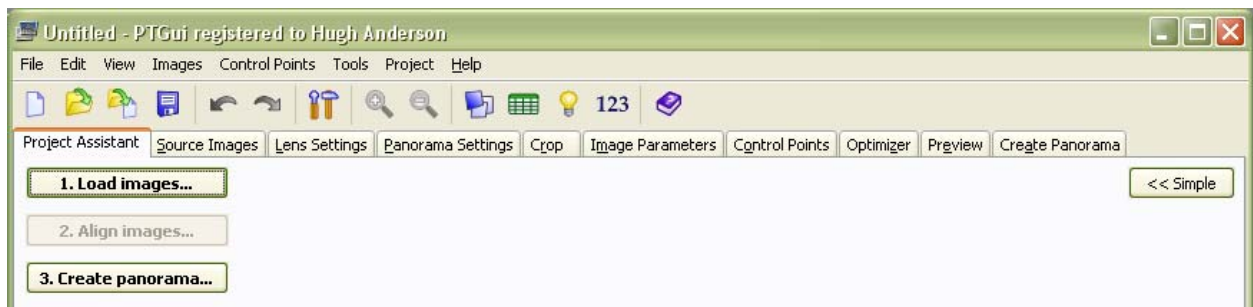 Untitled - PTGui registered to Hugh Anderson
File Edit View Images Control Points Tools Project Help
123
Project Assistant Source Images Lens Settings Panorama Settings Crop Image Parameters Control Points Optimizer Preview Create Panorama
1. Load images... << Simple
2. Align images...
3. Create panorama...